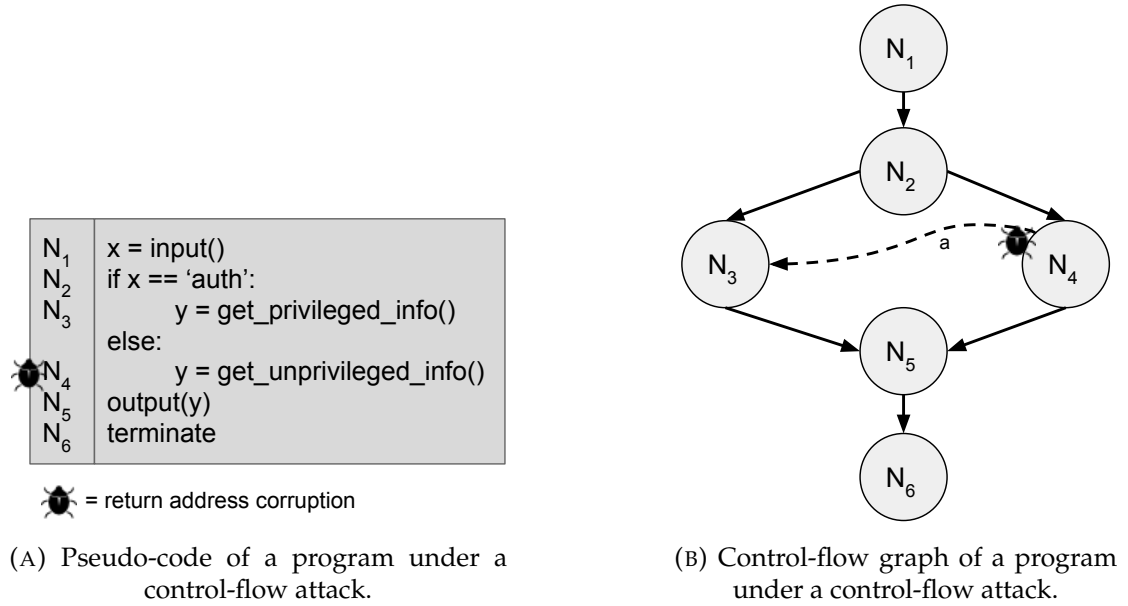 N1 x = input()
N2 if x == ‘auth’:
N3 y = get_privileged_info()
else:
N4 y = get_unprivileged_info()
N5 output(y)
N6 terminate
= return address corruption
(A) Pseudo-code of a program under a
control-flow attack.
N1
N2
a
N3
N4
N5
N6
(B) Control-flow graph of a program
under a control-flow attack.